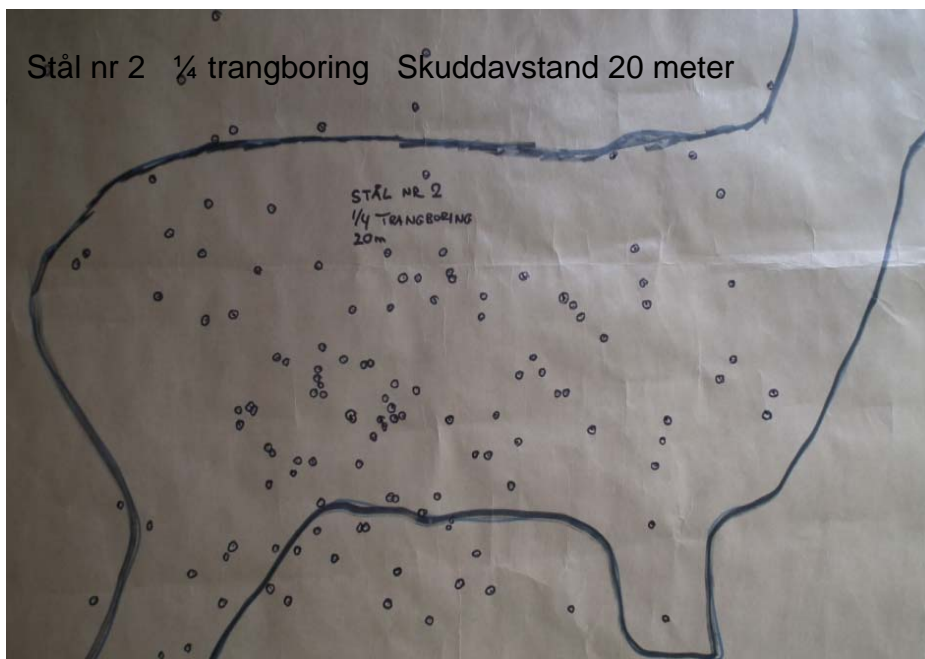 Stål nr 2 ¼ trangboring Skuddavstand 20 meter
STÅL NR 2
1/4 TRANGBORING
20m